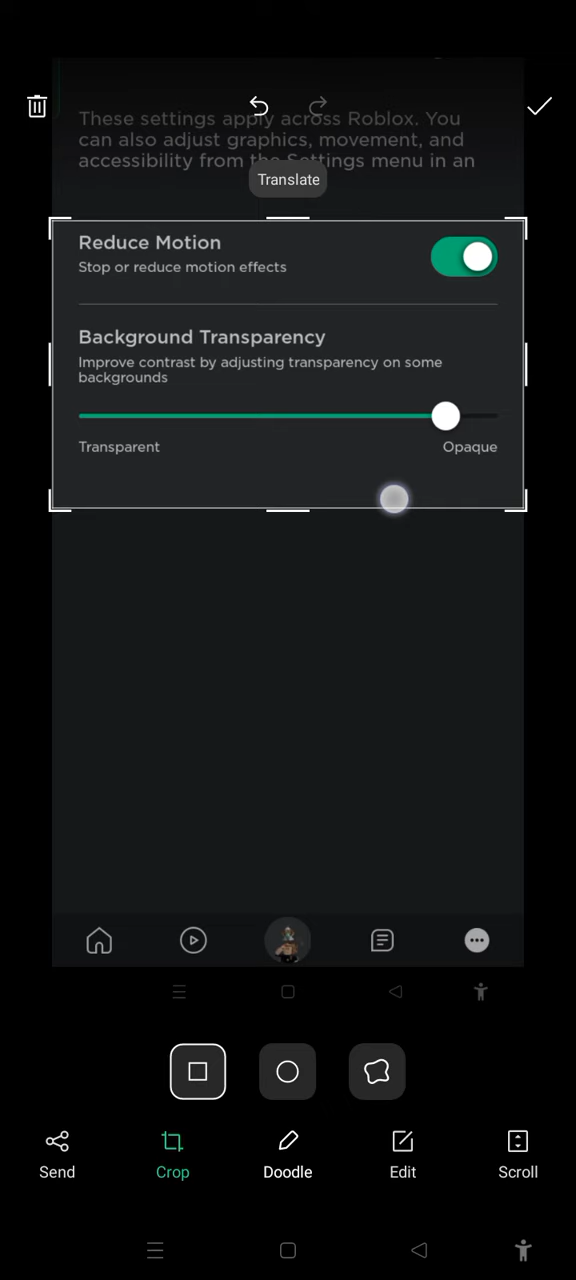 These settings apply across Roblox. You
can also adjust graphics, movement, and
accessibility from the Settings menu in an
Translate
Reduce Motion
Stop or reduce motion effects
Background Transparency
Improve contrast by adjusting transparency on some
backgrounds
Transparent
Opaque
Send
Crop
Doodle
Edit
Scroll